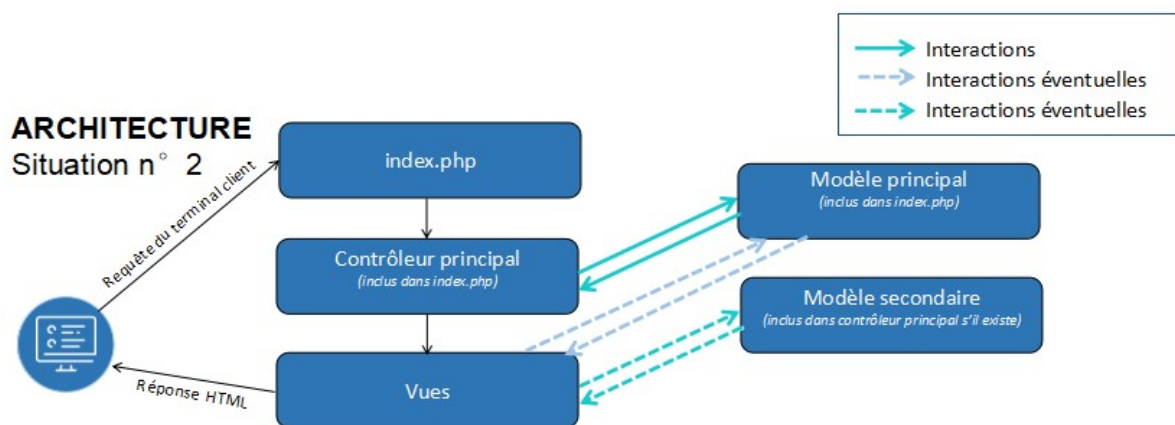 Interactions
Interactions éventuelles
Interactions éventuelles
ARCHITECTURE
Situation n° 2
Requête du terminal client
index.php
Modèle principal
(inclus dans index.php)
Contrôleur principal
(inclus dans index.php)
Modèle secondaire
(inclus dans contrôleur principal s'il existe)
Vues
Réponse HTML